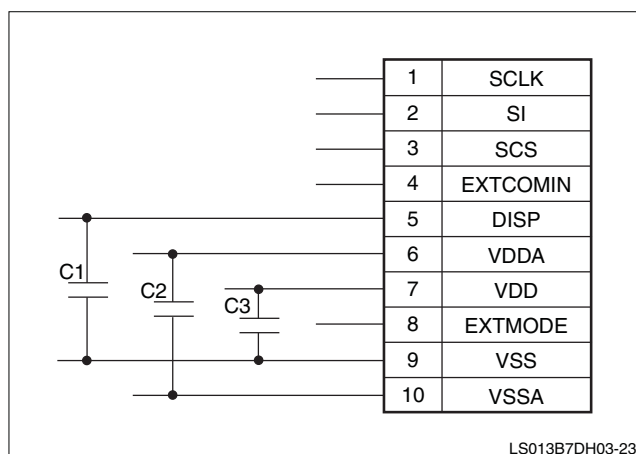 1 SCLK
2 SI
3 SCS
4 EXTCOMIN
5 DISP
6 VDDA
7 VDD
8 EXTMODE
9 VSS
10 VSSA
C1
C2
C3
LS013B7DH03-23